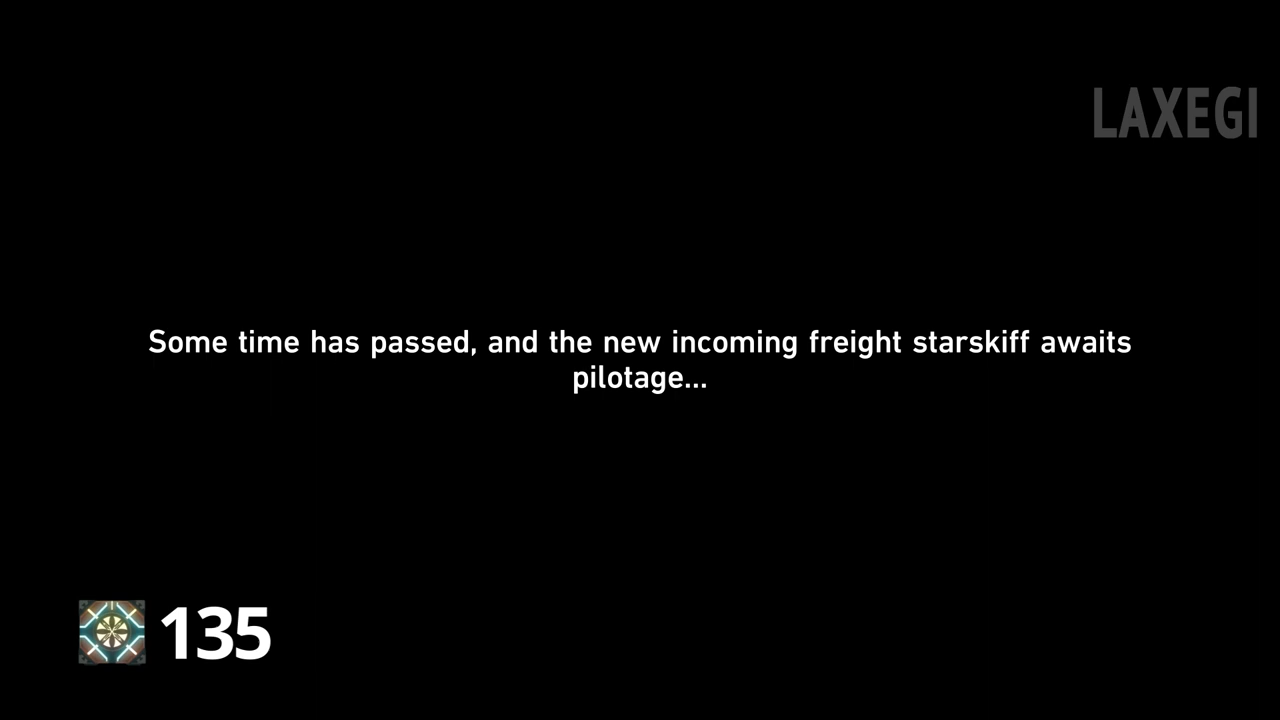 LAXEGI
Some time has passed, and the new incoming freight starskiff awaits
pilotage...
135